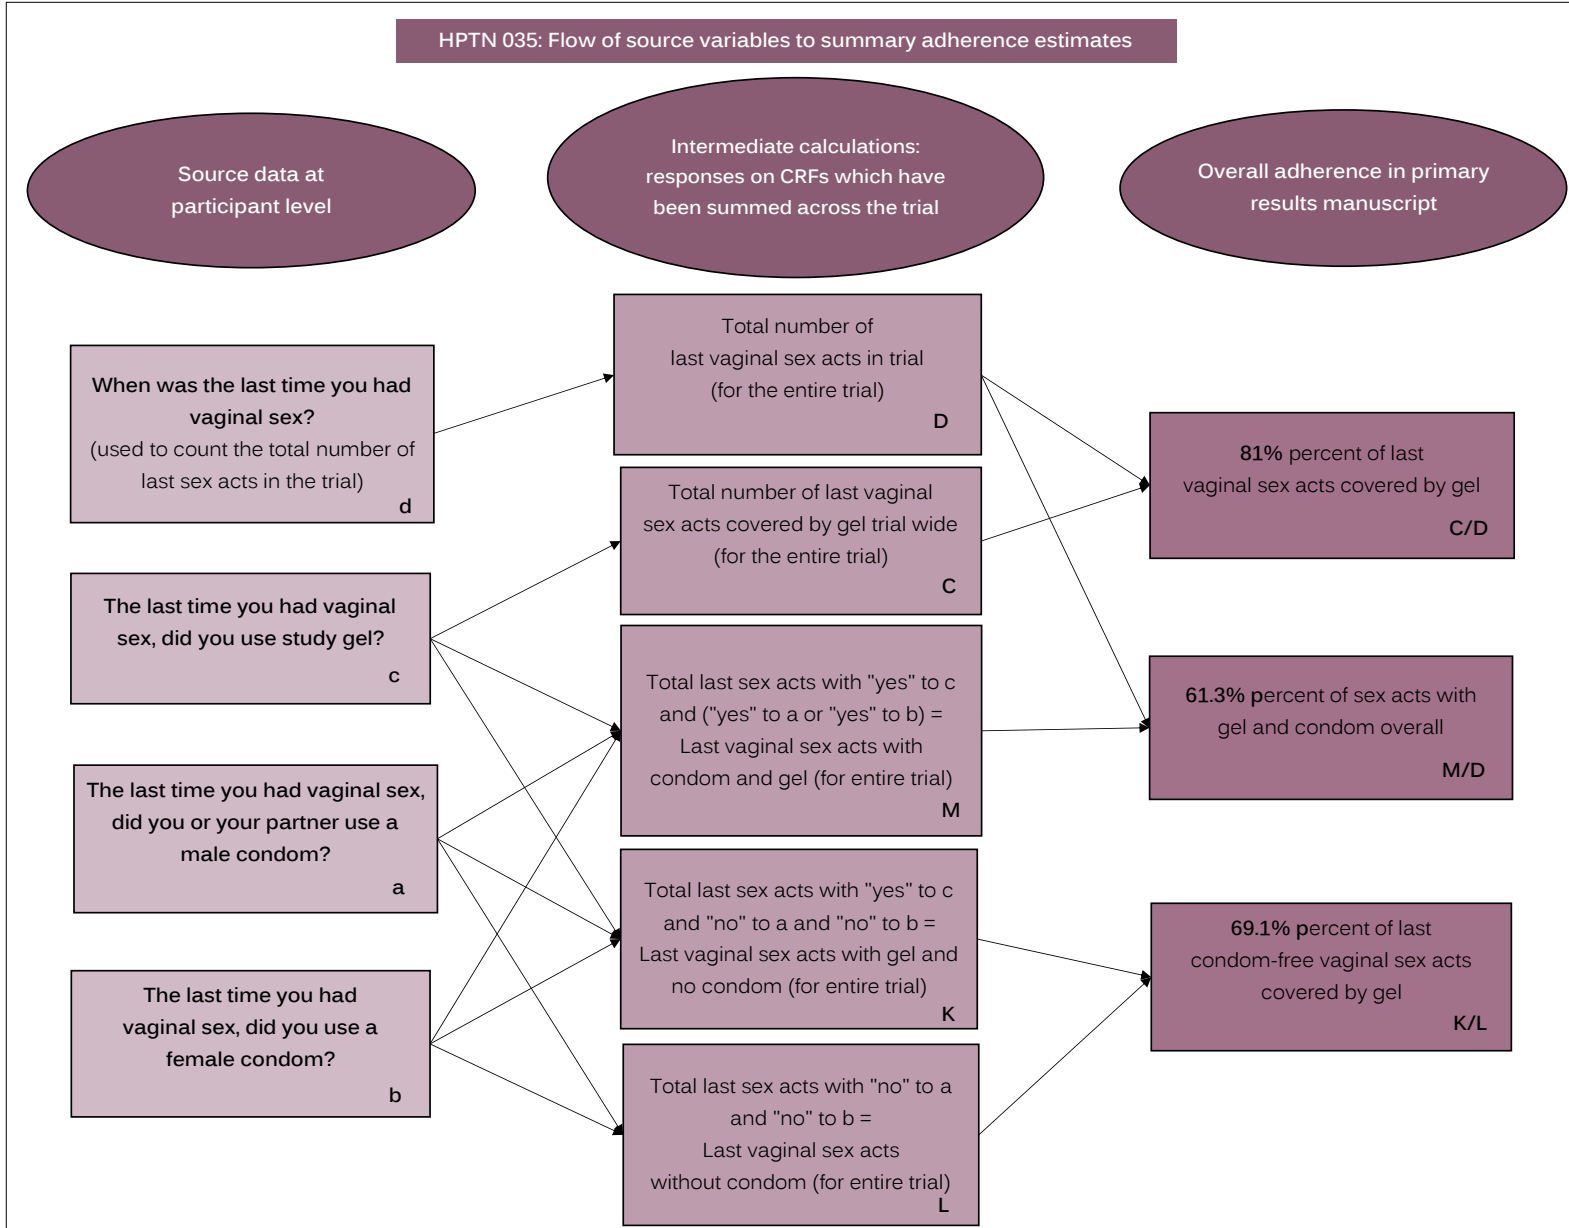 HPTN 035: Flow of source variables to summary adherence estimates
Source data at
participant level
Intermediate calculations:
responses on CRFs which have
been summed across the trial
Overall adherence in primary
results manuscript
When was the last time you had
vaginal sex?
(used to count the total number of
last sex acts in the trial)
d
The last time you had vaginal
sex, did you use study gel?
c
The last time you had vaginal sex,
did you or your partner use a
male condom?
a
The last time you had
vaginal sex, did you use a
female condom?
b
Total number of
last vaginal sex acts in trial
(for the entire trial)
D
Total number of last vaginal
sex acts covered by gel trial wide
(for the entire trial)
C
Total last sex acts with "yes" to c
and ("yes" to a or "yes" to b) =
Last vaginal sex acts with
condom and gel (for entire trial)
M
Total last sex acts with "yes" to c
and "no" to a and "no" to b =
Last vaginal sex acts with gel and
no condom (for entire trial)
K
Total last sex acts with "no" to a
and "no" to b =
Last vaginal sex acts
without condom (for entire trial)
L
81% percent of last
vaginal sex acts covered by gel
C/D
61.3% percent of sex acts with
gel and condom overall
M/D
69.1% percent of last
condom-free vaginal sex acts
covered by gel
K/L